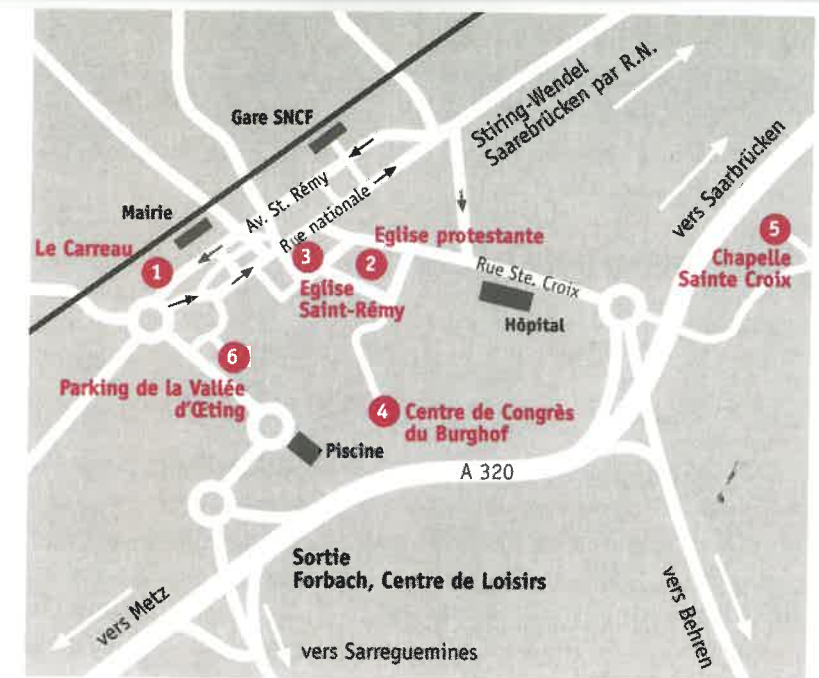 Gare SNCF
Stiring-Wendel
Saarebrücken par R.N.
Mairie
Av. St. Rémy
Rue nationale
vers Saarbrücken
Le Carreau
1
3
2
Eglise protestante
5
Chapelle
Sainte Croix
Eglise
Saint-Rémy
Rue Ste. Croix
Hôpital
6
Parking de la Vallée
d'Œting
4
Centre de Congrès
du Burghof
Piscine
A 320
Sortie
Forbach, Centre de Loisirs
vers Metz
vers Sarreguemines
vers Behren